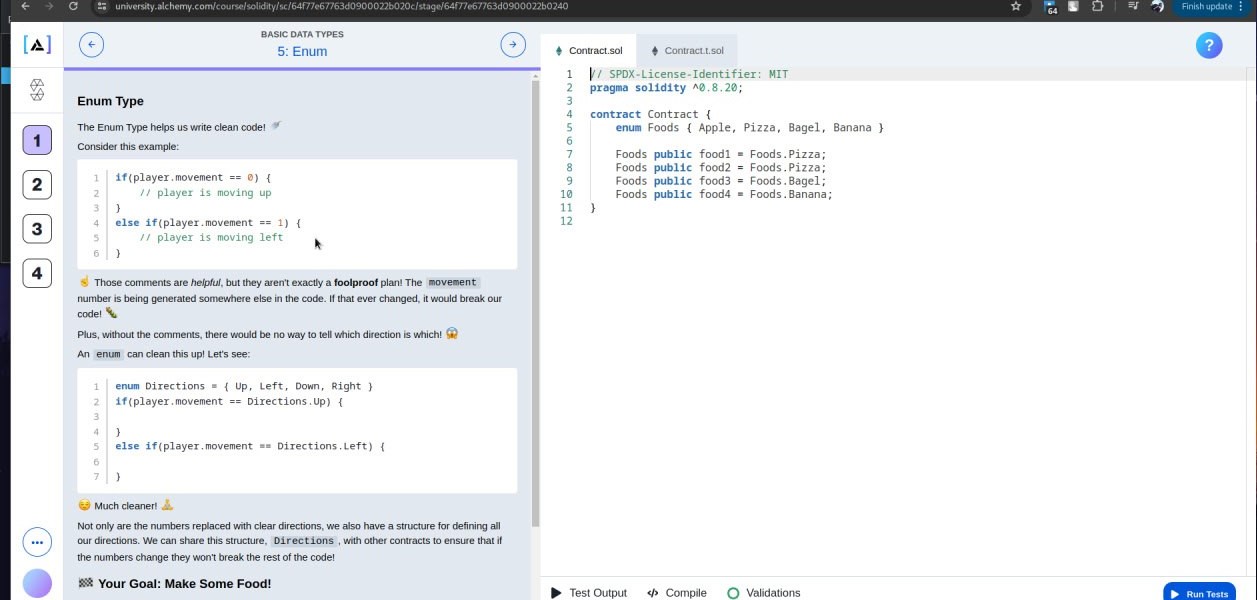 university.alchemy.com/course/solidity/sc/64f77e67763d0900022b020c/stage/64f77e67763d0900022b0240
64
Finish update
[A]
BASIC DATA TYPES
5: Enum
1
2
3
4
Enum Type
The Enum Type helps us write clean code!
Consider this example:
1 if(player.movement == 0) {
2 // player is moving up
3 }
4 else if(player.movement == 1) {
5 // player is moving left
6 }
☝ Those comments are helpful, but they aren't exactly a foolproof plan! The movement
number is being generated somewhere else in the code. If that ever changed, it would break our
code! 🐛
Plus, without the comments, there would be no way to tell which direction is which! 😱
An enum can clean this up! Let's see:
1 enum Directions = { Up, Left, Down, Right }
2 if(player.movement == Directions.Up) {
3
4 }
5 else if(player.movement == Directions.Left) {
6
7 }
😌 Much cleaner! 🙏
Not only are the numbers replaced with clear directions, we also have a structure for defining all
our directions. We can share this structure, Directions, with other contracts to ensure that if
the numbers change they won't break the rest of the code!
🏁 Your Goal: Make Some Food!
Contract.sol
Contract.t.sol
?
1 // SPDX-License-Identifier: MIT
2 pragma solidity ^0.8.20;
3
4 contract Contract {
5 enum Foods { Apple, Pizza, Bagel, Banana }
6
7 Foods public food1 = Foods.Pizza;
8 Foods public food2 = Foods.Pizza;
9 Foods public food3 = Foods.Bagel;
10 Foods public food4 = Foods.Banana;
11 }
12
Test Output
</> Compile
Validations
Run Tests